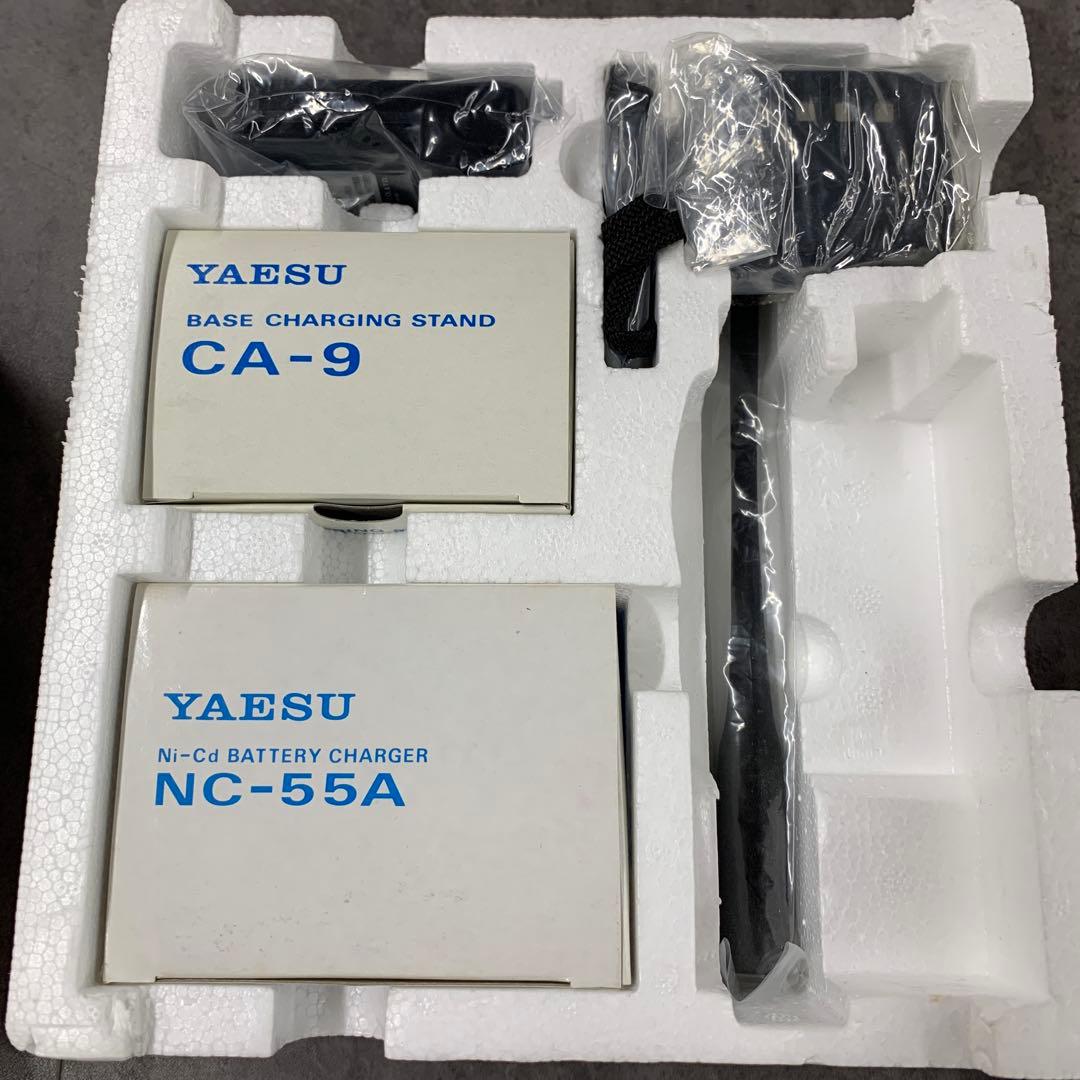 YAESU
BASE CHARGING STAND
CA-9
YAESU
Ni-Cd BATTERY CHARGER
NC-55A